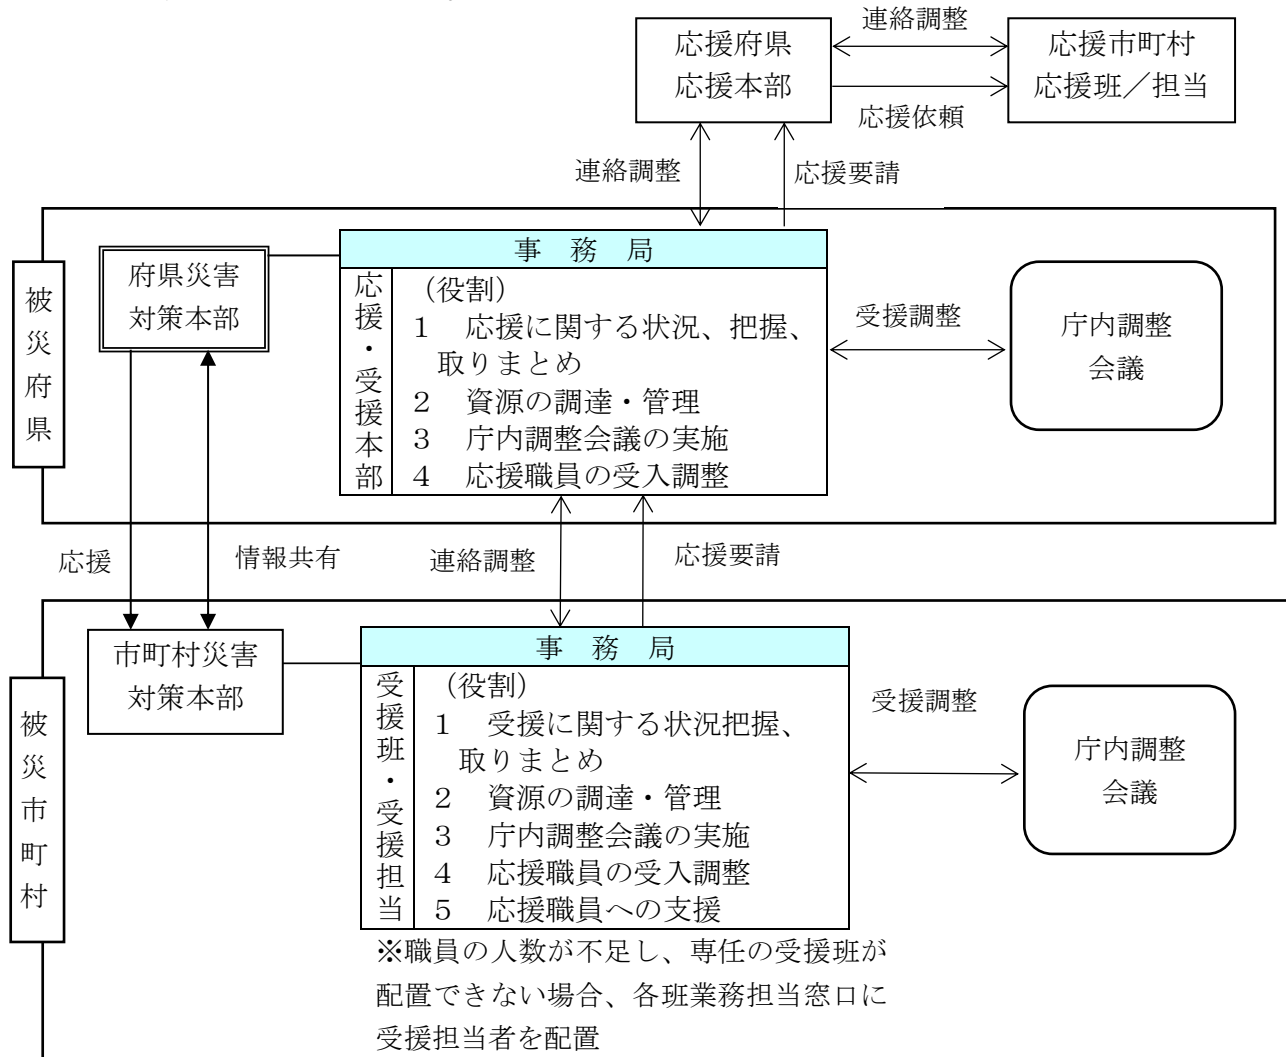 応援府県
応援本部
連絡調整
応援依頼
応援市町村
応援班／担当
連絡調整
応援要請
被災府県
府県災害
対策本部
事　務　局
応援・受援本部
（役割）
１　応援に関する状況、把握、
取りまとめ
２　資源の調達・管理
３　庁内調整会議の実施
４　応援職員の受入調整
受援調整
庁内調整
会議
応援
情報共有
連絡調整
応援要請
被災市町村
市町村災害
対策本部
事　務　局
受援班・受援担当
（役割）
１　受援に関する状況把握、
取りまとめ
２　資源の調達・管理
３　庁内調整会議の実施
４　応援職員の受入調整
５　応援職員への支援
受援調整
庁内調整
会議
※職員の人数が不足し、専任の受援班が
配置できない場合、各班業務担当窓口に
受援担当者を配置